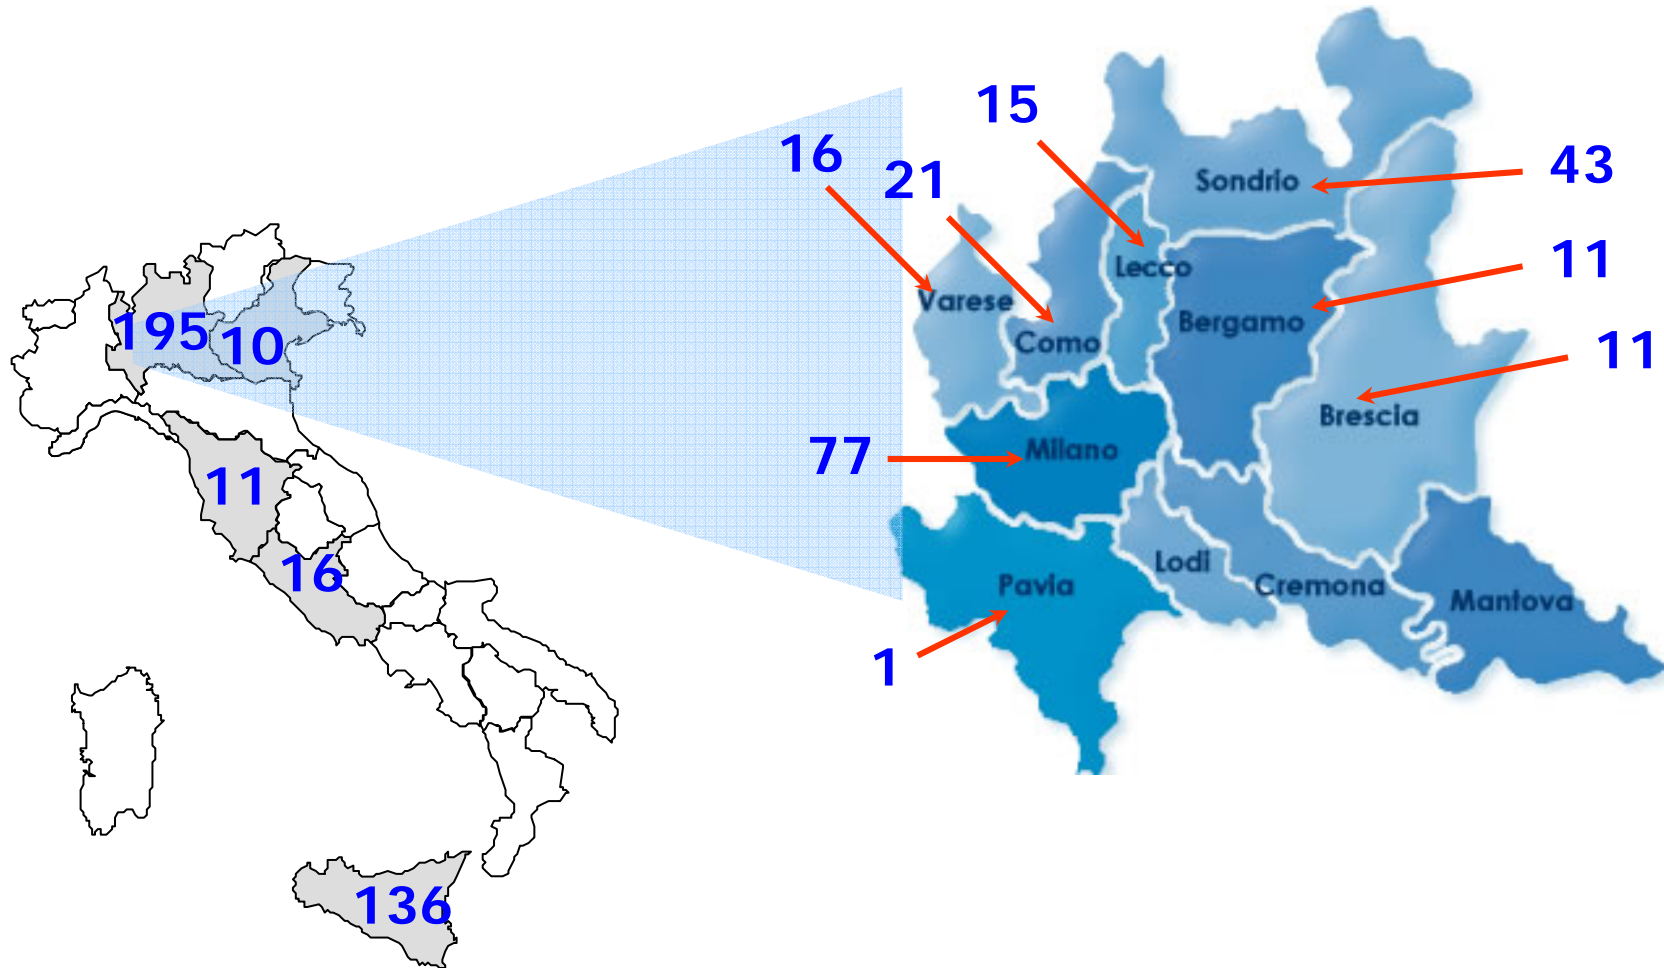 195
10
11
16
136
15
16
21
43
11
11
77
1
Sondrio
Lecco
Varese
Bergamo
Como
Brescia
Milano
Lodi
Pavia
Cremona
Mantova